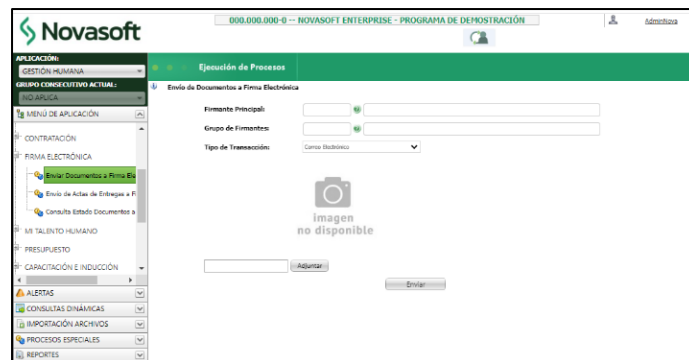 Novasoft
000.000.000-0 -- NOVASOFT ENTERPRISE - PROGRAMA DE DEMOSTRACIÓN
AdminNova
APLICACIÓN:
GESTIÓN HUMANA
GRUPO CONSECUTIVO ACTUAL:
NO APLICA
MENÚ DE APLICACIÓN
CONTRATACIÓN
FIRMA ELECTRÓNICA
Enviar Documentos a Firma Ele
Envío de Actas de Entregas a Fi
Consulta Estado Documentos a
MI TALENTO HUMANO
PRESUPUESTO
CAPACITACIÓN E INDUCCIÓN
ALERTAS
CONSULTAS DINÁMICAS
IMPORTACIÓN ARCHIVOS
PROCESOS ESPECIALES
REPORTES
Ejecución de Procesos
Envío de Documentos a Firma Electrónica
Firmante Principal:
Grupo de Firmantes:
Tipo de Transacción:
Correo Electrónico
imagen
no disponible
Adjuntar
Enviar